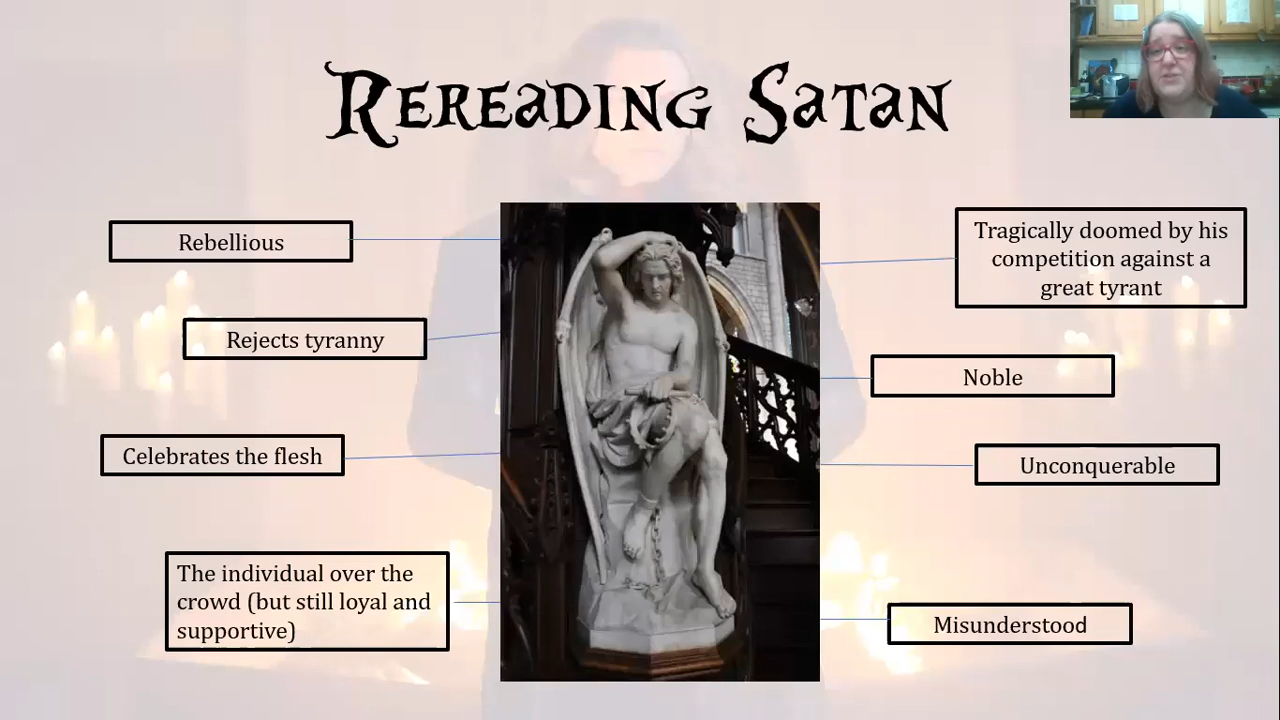 Rereading Satan
Rebellious
Rejects tyranny
Celebrates the flesh
The individual over the
crowd (but still loyal and
supportive)
Tragically doomed by his
competition against a
great tyrant
Noble
Unconquerable
Misunderstood